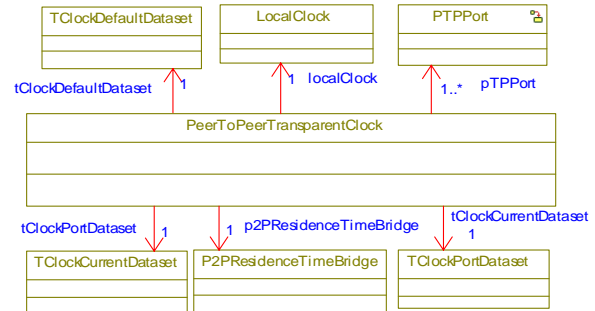 TClockDefaultDataset
LocalClock
PTPPort
tClockDefaultDataset
1
1
localClock
1..*
pTPPort
PeerToPeerTransparentClock
tClockPortDataset
1
1
p2PResidenceTimeBridge
tClockCurrentDataset
1
TClockCurrentDataset
P2PResidenceTimeBridge
TClockPortDataset